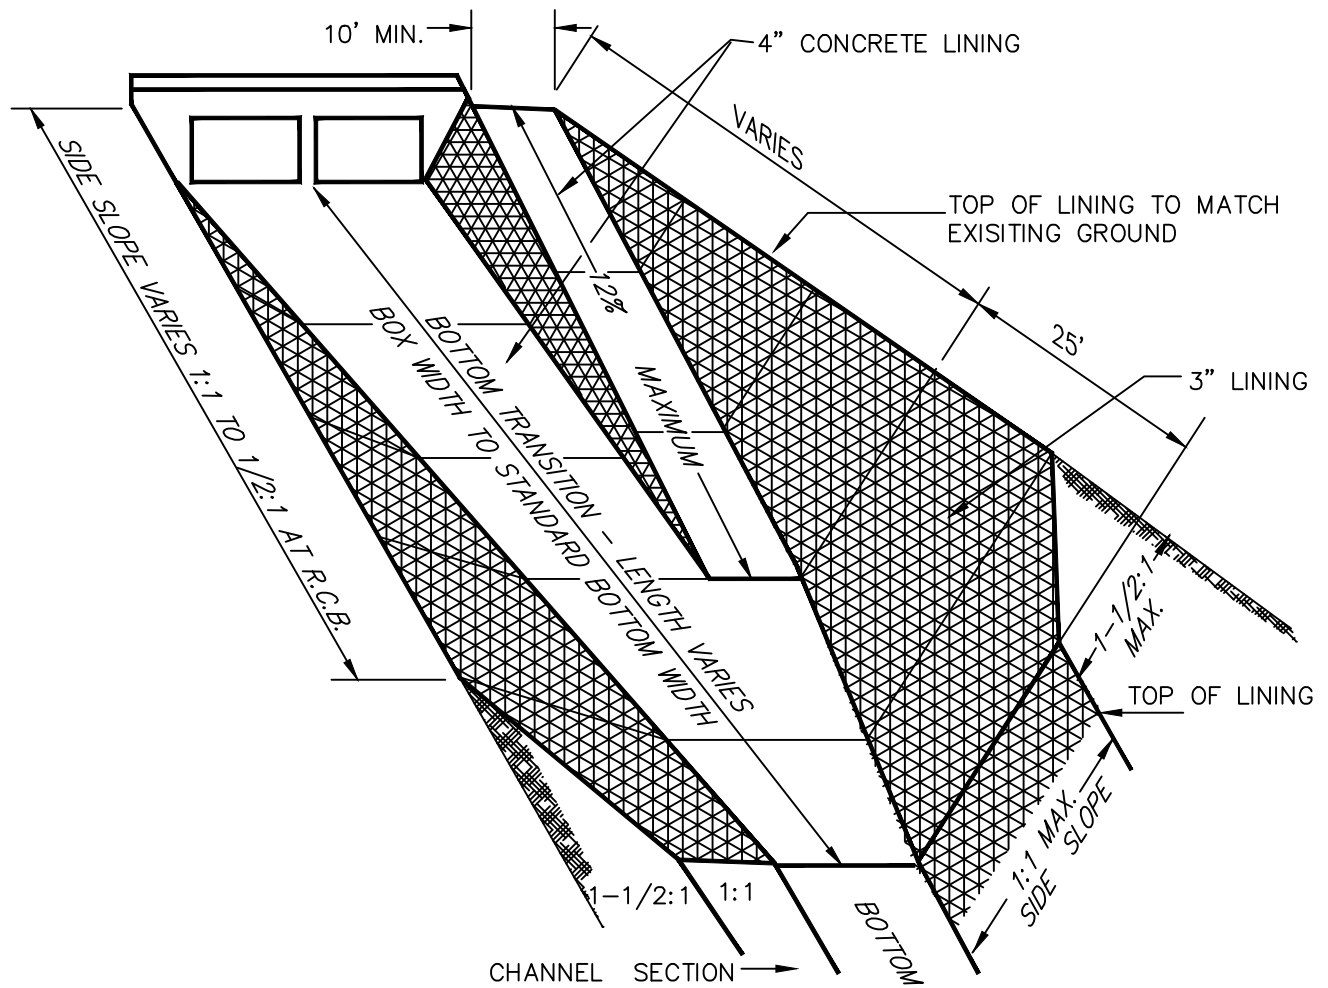 10' MIN.
4" CONCRETE LINING
VARIES
TOP OF LINING TO MATCH
EXISITING GROUND
25'
3" LINING
SIDE SLOPE VARIES 1:1 TO 1/2:1 AT R.C.B.
12%
MAXIMUM
BOTTOM TRANSITION - LENGTH VARIES
BOX WIDTH TO STANDARD BOTTOM WIDTH
1-1/2:1
MAX.
TOP OF LINING
1:1 MAX.
SIDE SLOPE
1-1/2:1
1:1
BOTTOM
CHANNEL SECTION